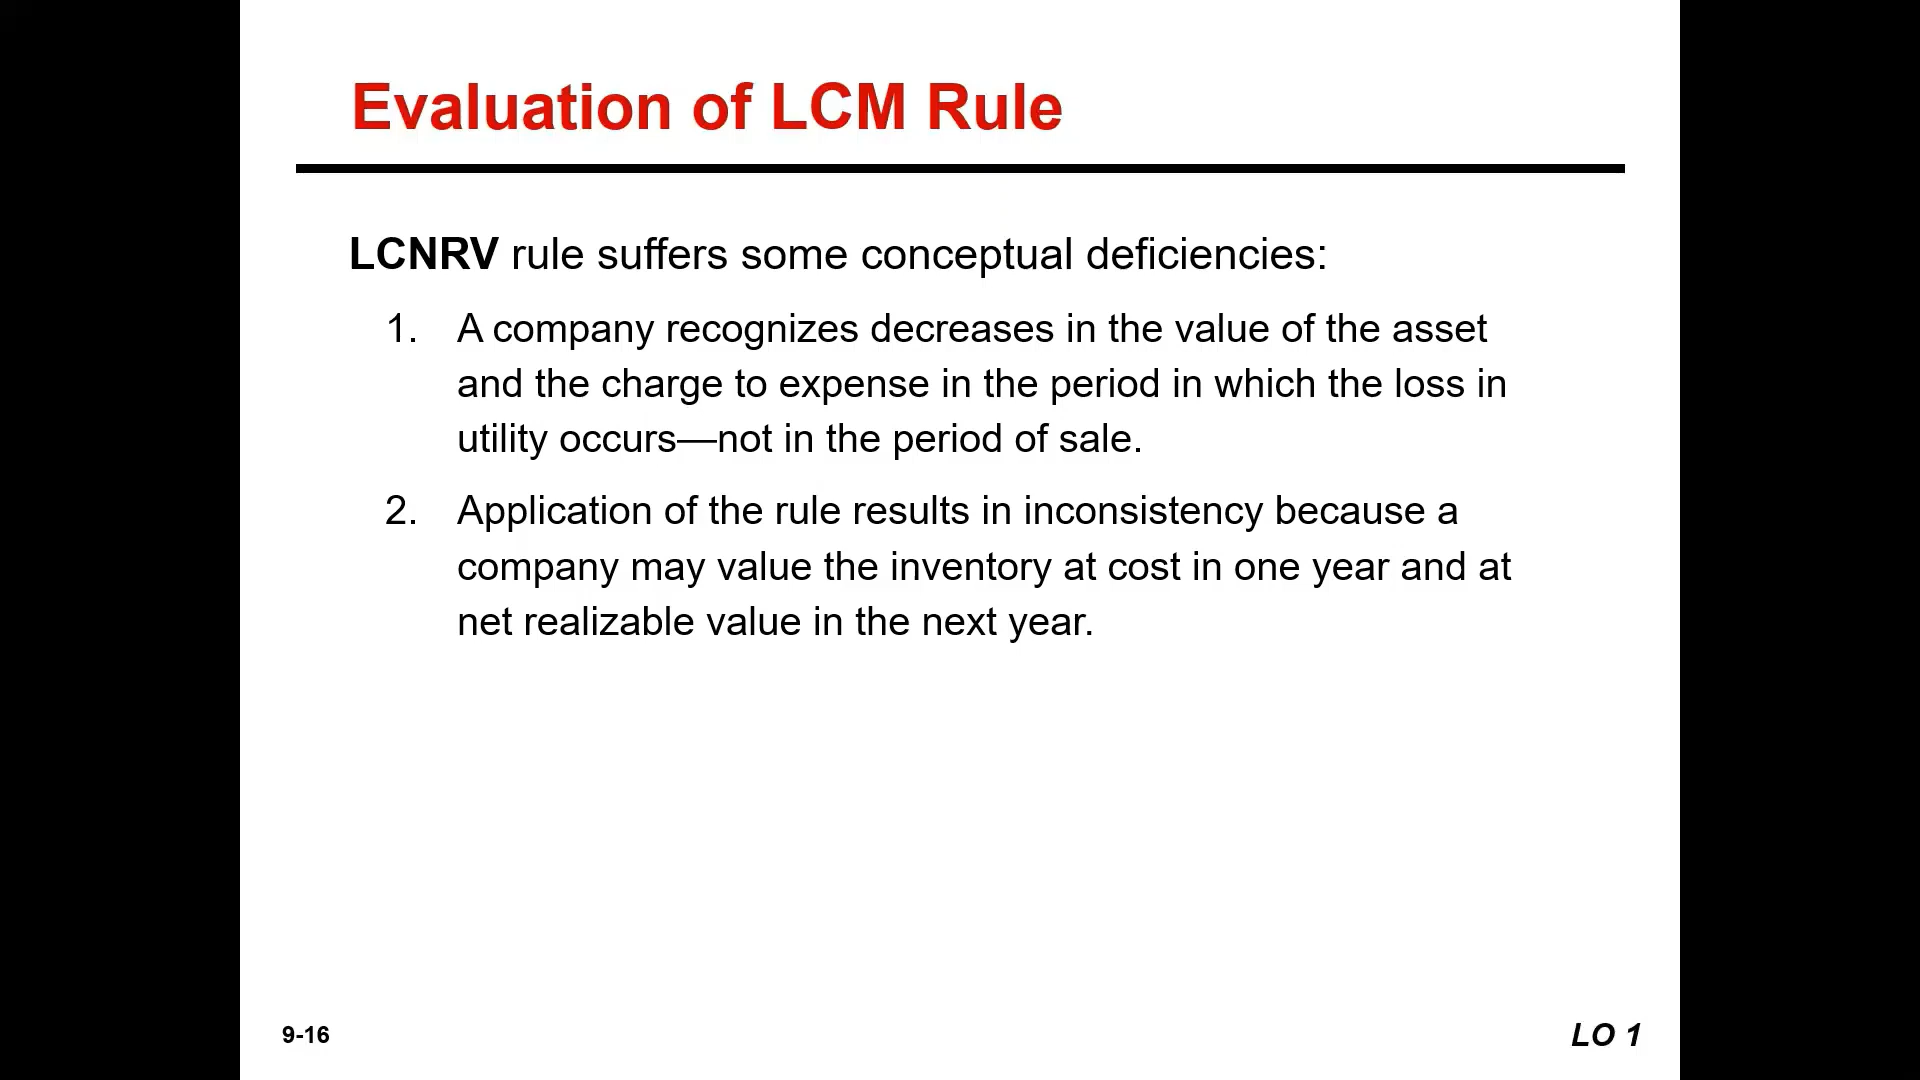 Evaluation of LCM Rule
LCNRV rule suffers some conceptual deficiencies:
1. A company recognizes decreases in the value of the asset
and the charge to expense in the period in which the loss in
utility occurs—not in the period of sale.
2. Application of the rule results in inconsistency because a
company may value the inventory at cost in one year and at
net realizable value in the next year.
9-16
LO 1